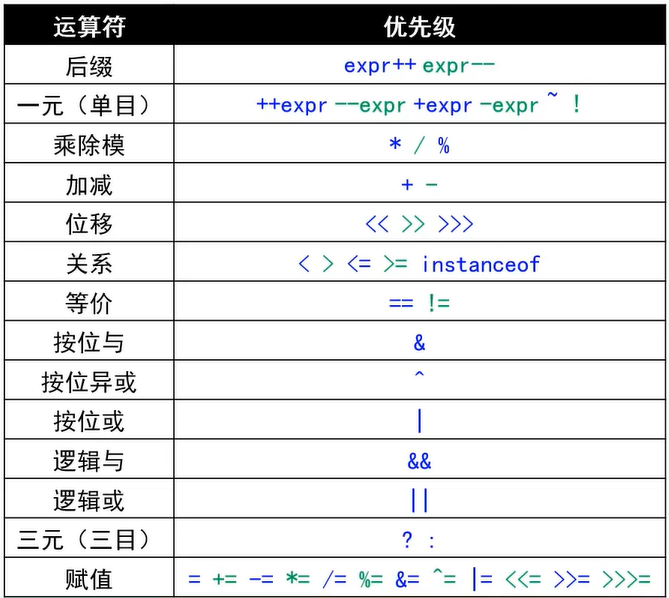 运算符 优先级
后缀 expr++ expr--
一元（单目） ++expr --expr +expr -expr ~ !
乘除模 * / %
加减 + -
位移 << >> >>>
关系 < > <= >= instanceof
等价 == !=
按位与 &
按位异或 ^
按位或 |
逻辑与 &&
逻辑或 ||
三元（三目） ? :
赋值 = += -= *= /= %= &= ^= |= <<= >>= >>>=